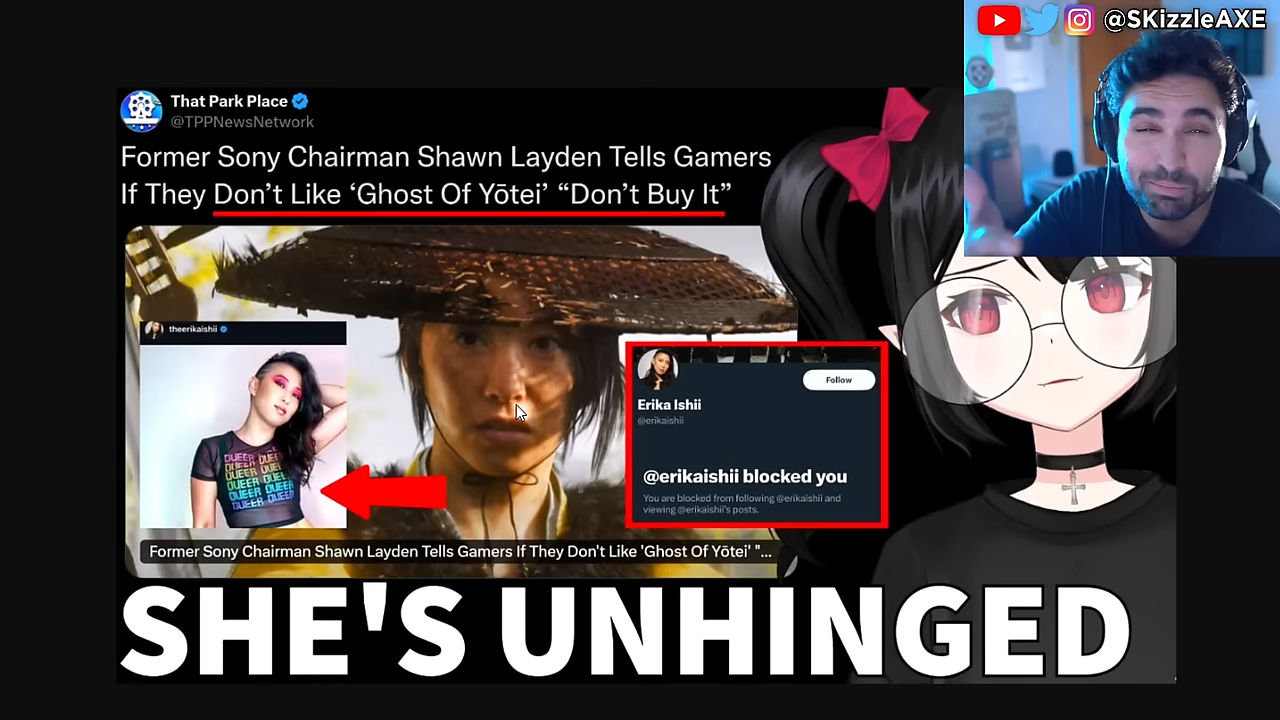 @SKizzleAXE
That Park Place
@TPPNewsNetwork
Former Sony Chairman Shawn Layden Tells Gamers
If They Don't Like ‘Ghost Of Yōtei’ “Don’t Buy It”
theerikaishii
QUEER QUEER
QUEER QUEER
QUEER QUEER
QUEER QUEER
QUEER QUEER
Follow
Erika Ishii
@erikaishii
@erikaishii blocked you
You are blocked from following @erikaishii and
viewing @erikaishii's posts.
Former Sony Chairman Shawn Layden Tells Gamers If They Don't Like 'Ghost Of Yōtei' "...
SHE'S UNHINGED